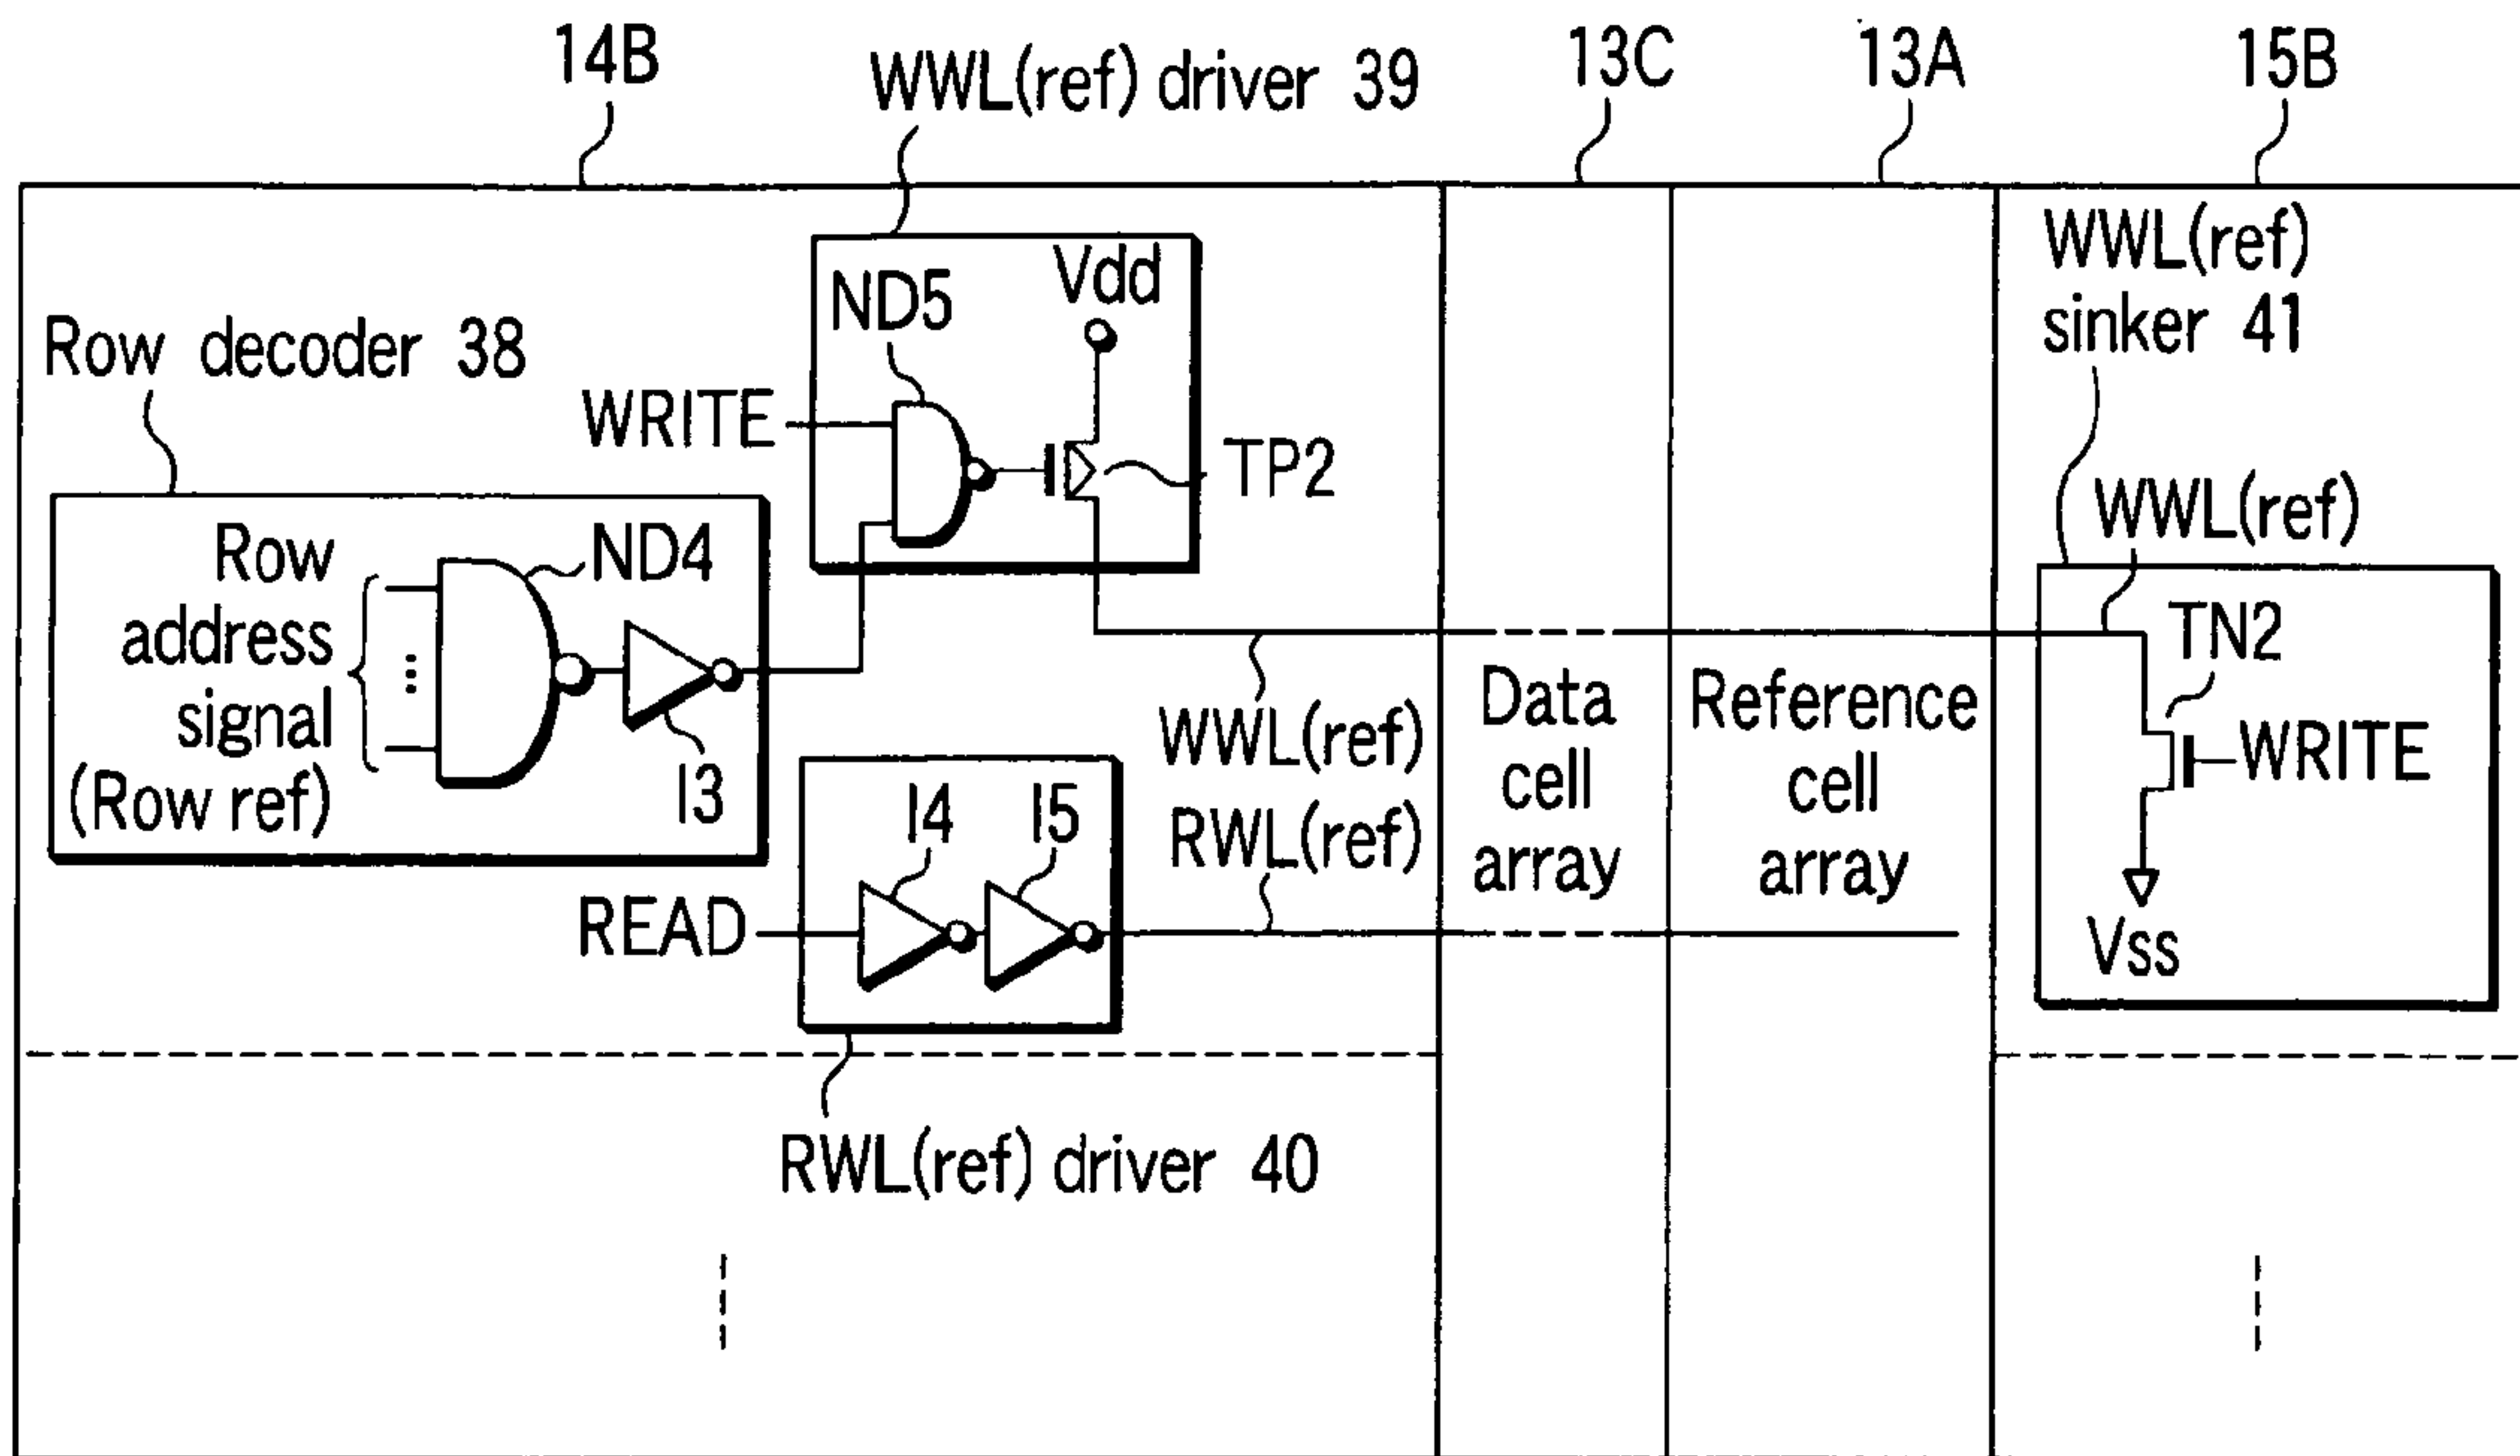 14B
WWL(ref) driver 39
13C
13A
15B
WWL(ref)
sinker 41
Vdd
ND5
Row decoder 38
WRITE
TP2
WWL(ref)
Row
address
signal
(Row ref)
ND4
I3
TN2
WRITE
Vss
WWL(ref)
RWL(ref)
Data
cell
array
Reference
cell
array
I4
I5
READ
RWL(ref) driver 40